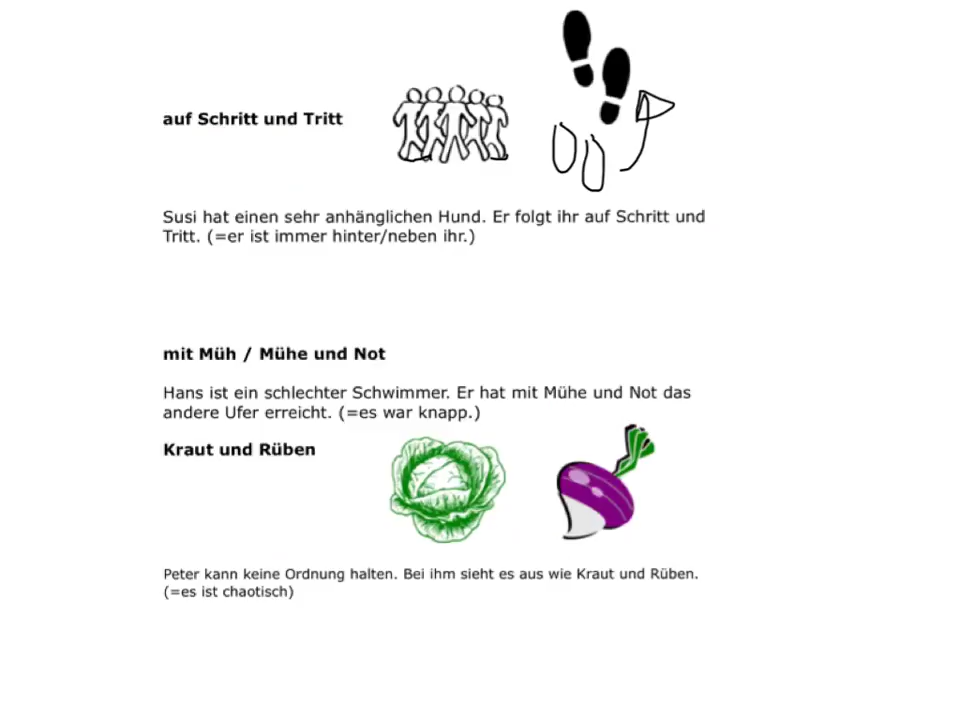 auf Schritt und Tritt
Susi hat einen sehr anhänglichen Hund. Er folgt ihr auf Schritt und
Tritt. (=er ist immer hinter/neben ihr.)
mit Müh / Mühe und Not
Hans ist ein schlechter Schwimmer. Er hat mit Mühe und Not das
andere Ufer erreicht. (=es war knapp.)
Kraut und Rüben
Peter kann keine Ordnung halten. Bei ihm sieht es aus wie Kraut und Rüben.
(=es ist chaotisch)